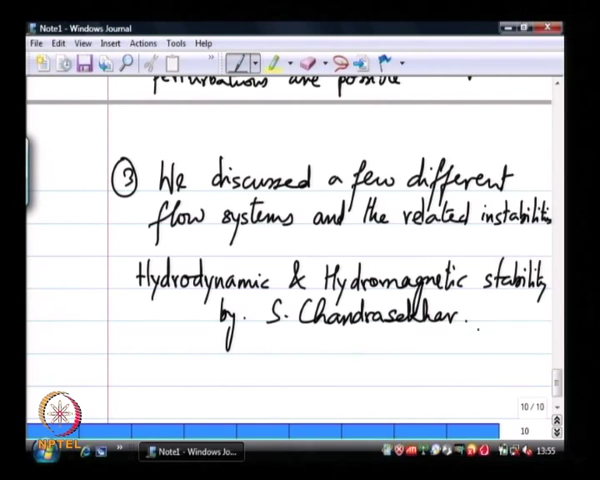 Note1 - Windows Journal
File Edit View Insert Actions Tools Help
perturbations are possible
③ We discussed a few different
flow systems and the related instabilities
Hydrodynamic & Hydromagnetic stability
by. S. Chandrasekhar.
10 / 10
10
NPTEL
Note1 - Windows Jo...
13:55